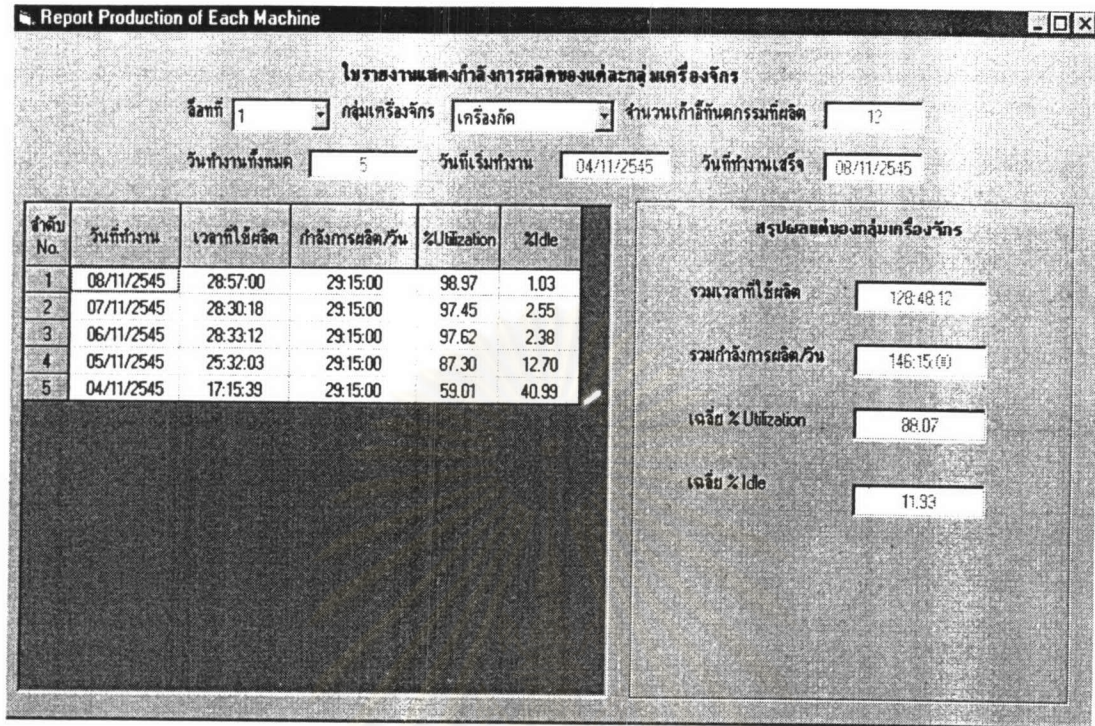 Report Production of Each Machine
ใบรายงานแสดงกำลังการผลิตของแต่ละกลุ่มเครื่องจักร
ล็อทที่ 1 กลุ่มเครื่องจักร เครื่องกัด จำนวนเก้าอี้ทันตกรรมที่ผลิต 12
วันทำงานทั้งหมด 5 วันที่เริ่มทำงาน 04/11/2545 วันที่ทำงานเสร็จ 08/11/2545
ลำดับ No. วันที่ทำงาน เวลาที่ใช้ผลิต กำลังการผลิต/วัน %Utilization %Idle
1 08/11/2545 28:57:00 29:15:00 98.97 1.03
2 07/11/2545 28:30:18 29:15:00 97.45 2.55
3 06/11/2545 28:33:12 29:15:00 97.62 2.38
4 05/11/2545 25:32:03 29:15:00 87.30 12.70
5 04/11/2545 17:15:39 29:15:00 59.01 40.99
สรุปผลแต่ของกลุ่มเครื่องจักร
รวมเวลาที่ใช้ผลิต 128:48:12
รวมกำลังการผลิต/วัน 146:15:00
เฉลี่ย % Utilization 88.07
เฉลี่ย % Idle 11.93